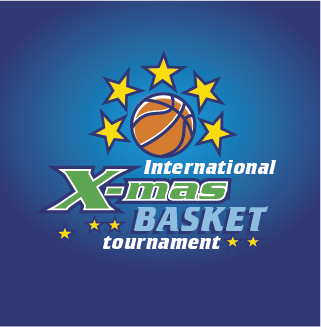 International
X-mas
BASKET
tournament